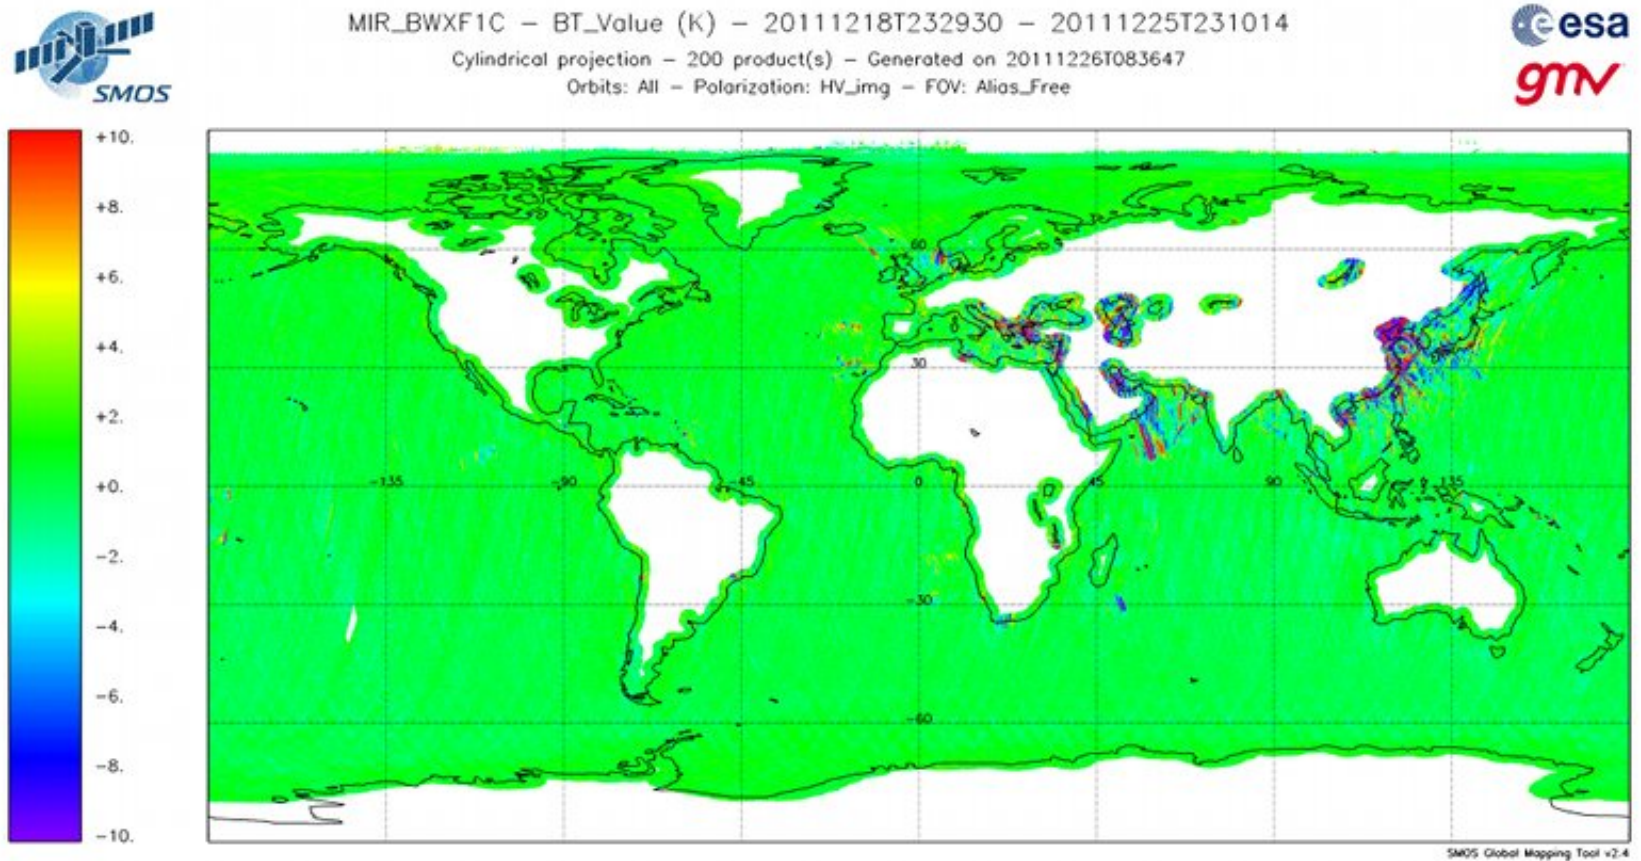 MIR_BWXF1C – BT_Value (K) – 20111218T232930 – 20111225T231014
Cylindrical projection – 200 product(s) – Generated on 20111226T083647
Orbits: All – Polarization: HV_img – FOV: Alias_Free
SMOS
esa
gmv
+10.
+8.
+6.
+4.
+2.
+0.
−2.
−4.
−6.
−8.
−10.
60
30
−135 −90 −45 0 45 90 135
−30
−60
SMOS Global Mapping Tool v2.4